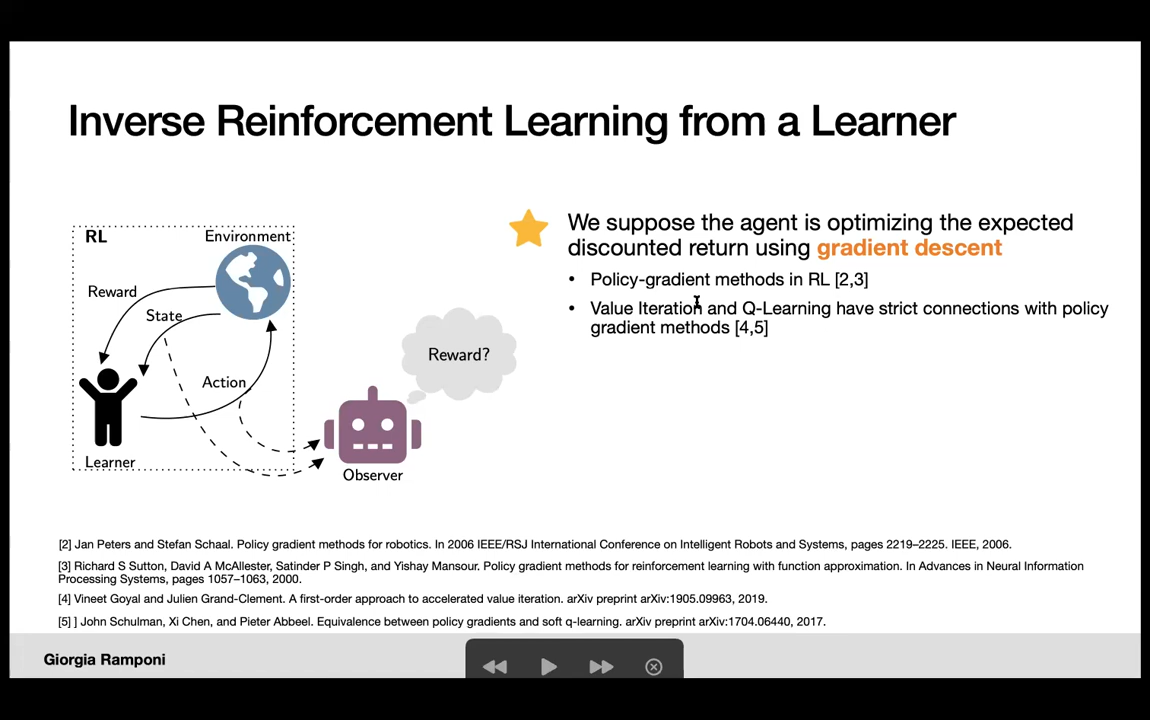 Inverse Reinforcement Learning from a Learner
RL
Environment
Reward
State
Action
Learner
Reward?
Observer
We suppose the agent is optimizing the expected
discounted return using gradient descent
• Policy-gradient methods in RL [2,3]
• Value Iteration and Q-Learning have strict connections with policy
gradient methods [4,5]
[2] Jan Peters and Stefan Schaal. Policy gradient methods for robotics. In 2006 IEEE/RSJ International Conference on Intelligent Robots and Systems, pages 2219–2225. IEEE, 2006.
[3] Richard S Sutton, David A McAllester, Satinder P Singh, and Yishay Mansour. Policy gradient methods for reinforcement learning with function approximation. In Advances in Neural Information
Processing Systems, pages 1057–1063, 2000.
[4] Vineet Goyal and Julien Grand-Clement. A first-order approach to accelerated value iteration. arXiv preprint arXiv:1905.09963, 2019.
[5] ] John Schulman, Xi Chen, and Pieter Abbeel. Equivalence between policy gradients and soft q-learning. arXiv preprint arXiv:1704.06440, 2017.
Giorgia Ramponi